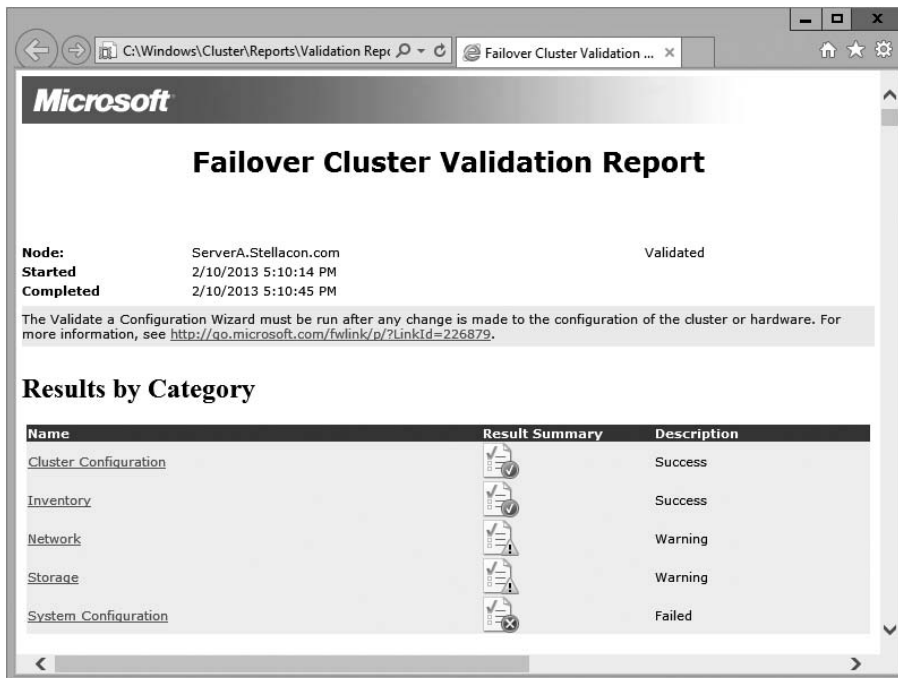 C:\Windows\Cluster\Reports\Validation Repo
Failover Cluster Validation ...
Microsoft
Failover Cluster Validation Report
Node: ServerA.Stellacon.com Validated
Started 2/10/2013 5:10:14 PM
Completed 2/10/2013 5:10:45 PM
The Validate a Configuration Wizard must be run after any change is made to the configuration of the cluster or hardware. For
more information, see http://go.microsoft.com/fwlink/p/?LinkId=226879.
Results by Category
Name Result Summary Description
Cluster Configuration Success
Inventory Success
Network Warning
Storage Warning
System Configuration Failed